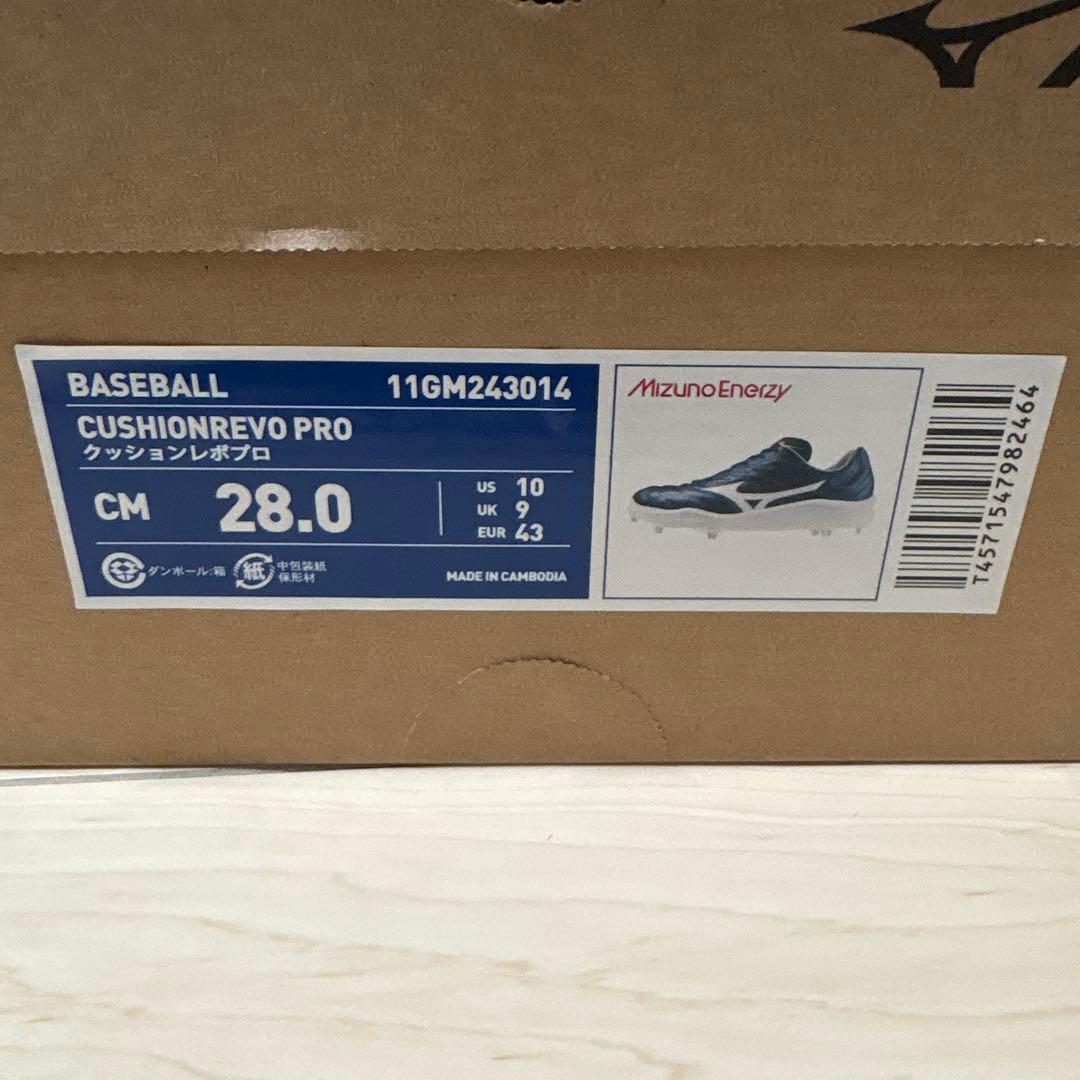 BASEBALL 11GM243014
CUSHIONREVO PRO
クッションレボプロ
CM 28.0
US 10
UK 9
EUR 43
ダンボール:箱
紙 中包装紙
保形材
MADE IN CAMBODIA
Mizuno Enerzy
T4571547982464